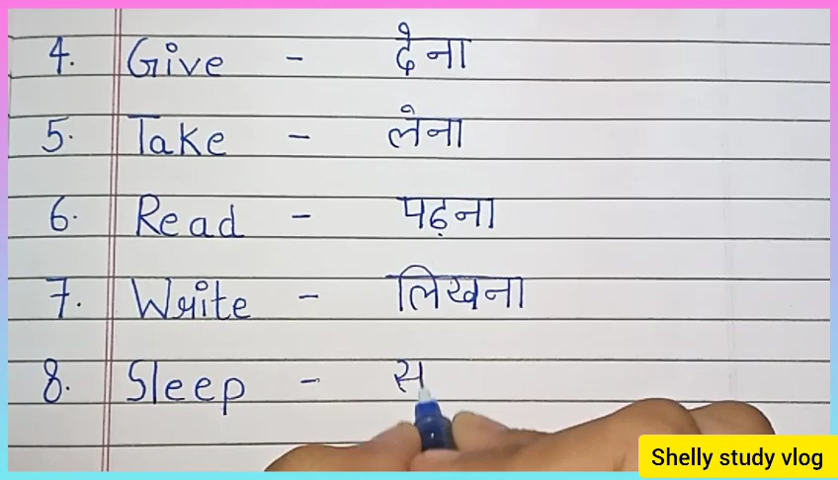 4. Give - देना
5. Take - लेना
6. Read - पढ़ना
7. Write - लिखना
8. Sleep - स
Shelly study vlog